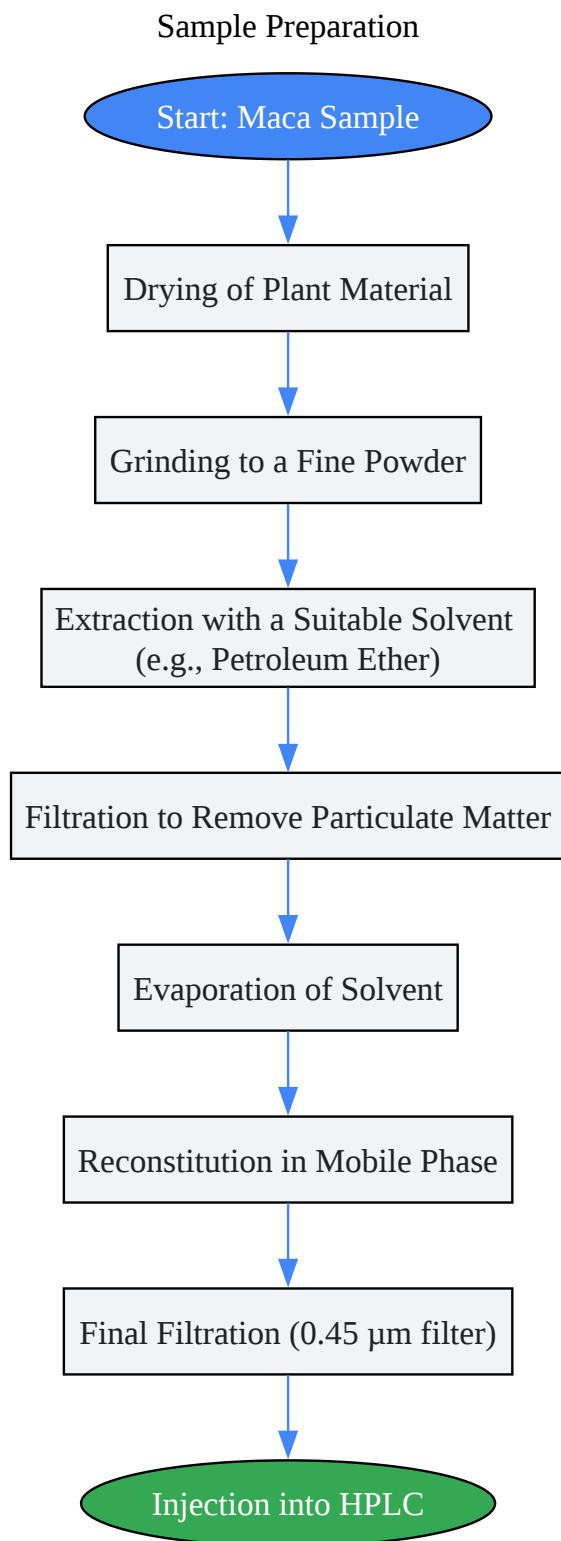 Sample Preparation
Start: Maca Sample
Drying of Plant Material
Grinding to a Fine Powder
Extraction with a Suitable Solvent
(e.g., Petroleum Ether)
Filtration to Remove Particulate Matter
Evaporation of Solvent
Reconstitution in Mobile Phase
Final Filtration (0.45 µm filter)
Injection into HPLC